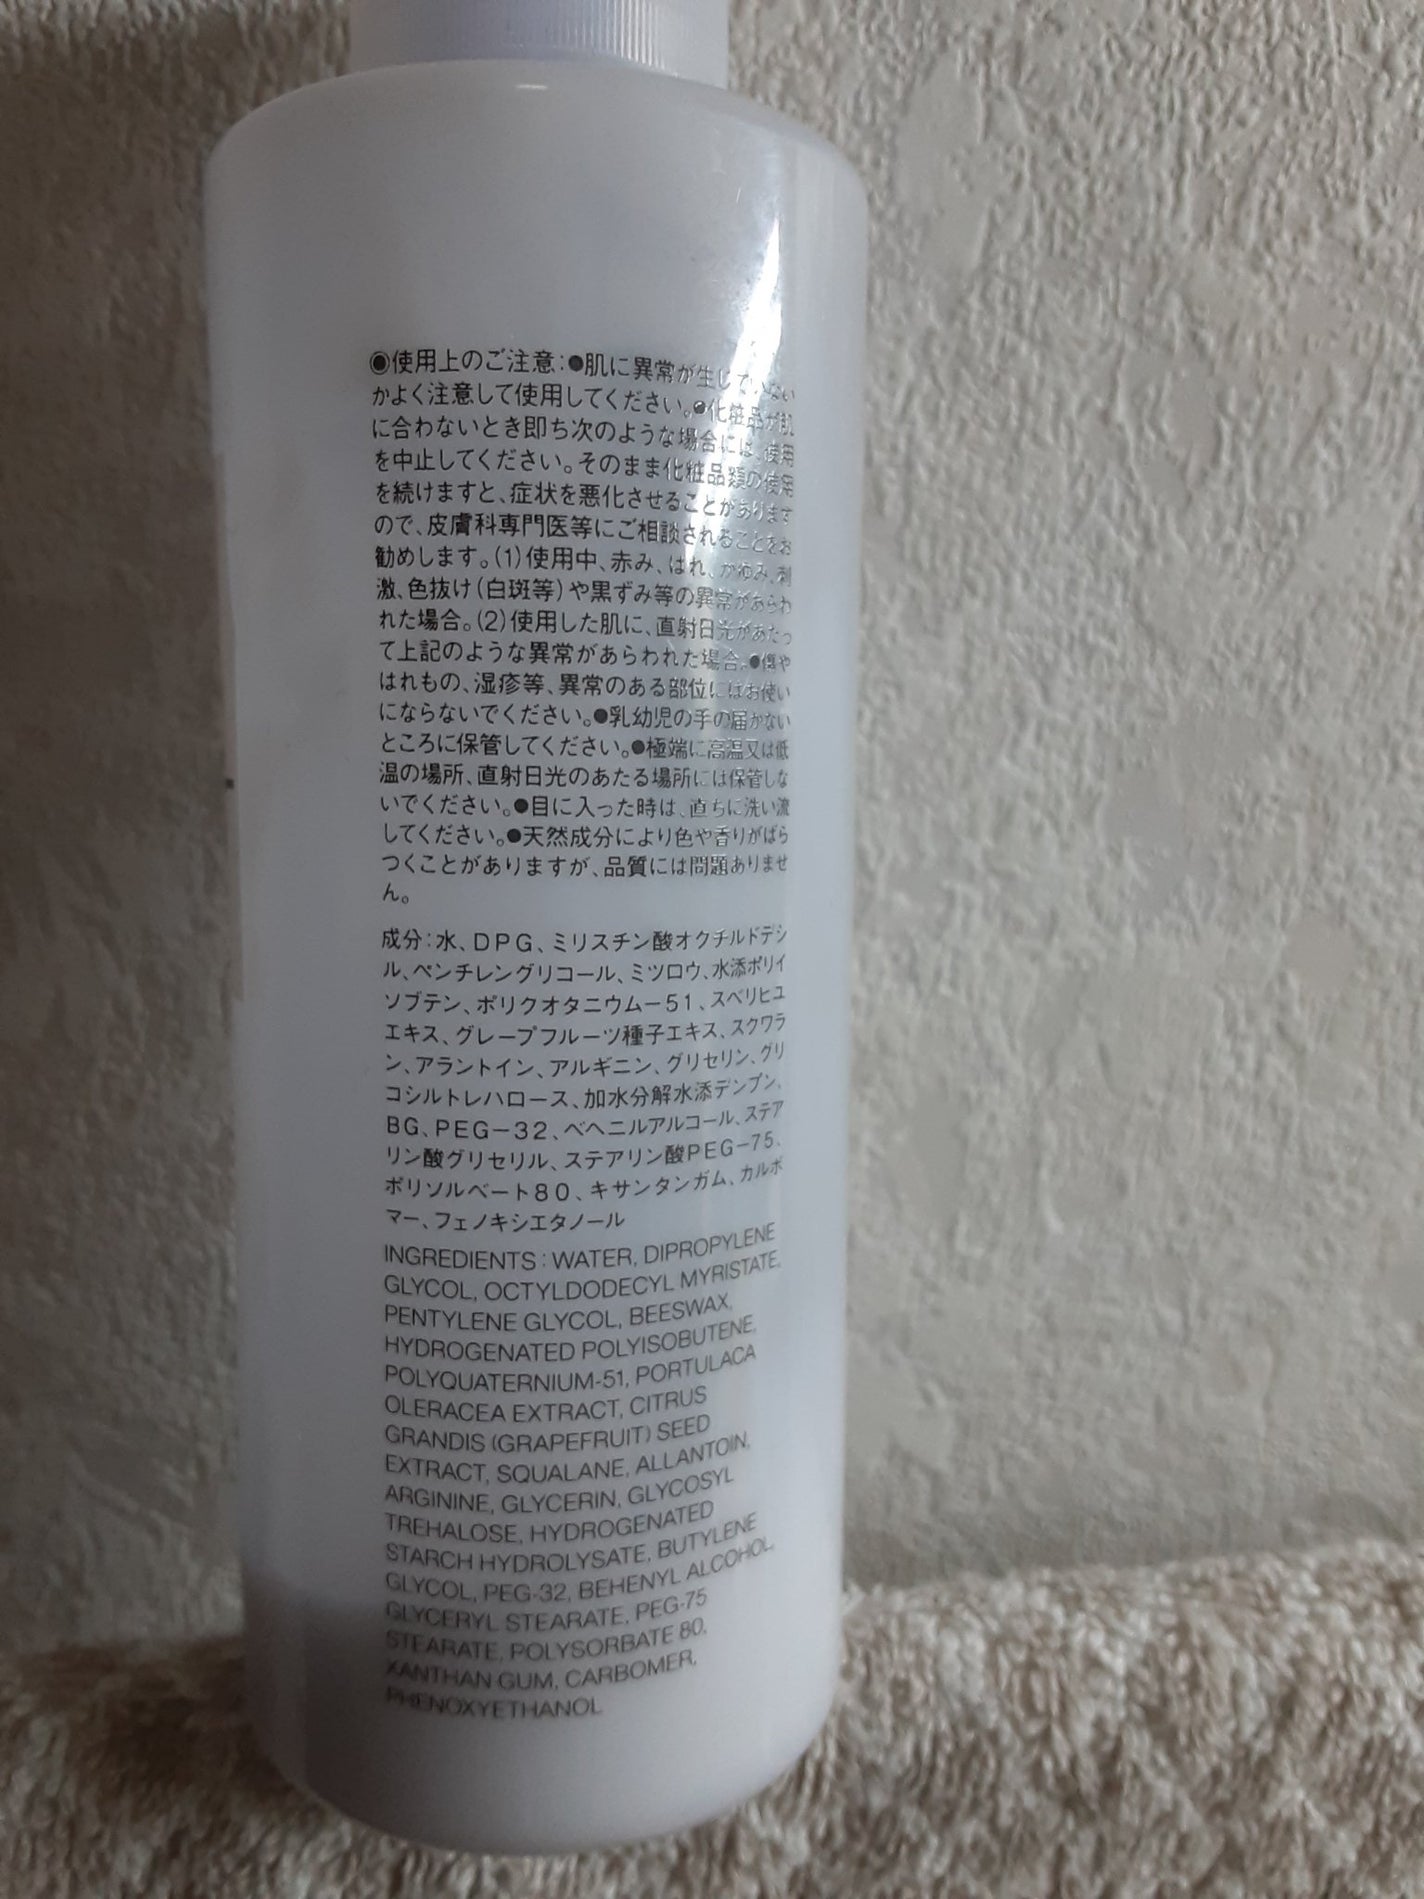 ◉使用上のご注意:●肌に異常が生じていない
かよく注意して使用してください。●化粧品が肌
に合わないとき即ち次のような場合には、使用
を中止してください。そのまま化粧品類の使用
を続けますと、症状を悪化させることがあります
ので、皮膚科専門医等にご相談されることをお
勧めします。(1)使用中、赤み、はれ、かゆみ、刺
激、色抜け(白斑等)や黒ずみ等の異常があらわ
れた場合。(2)使用した肌に、直射日光があたっ
て上記のような異常があらわれた場合。●傷や
はれもの、湿疹等、異常のある部位にはお使い
にならないでください。●乳幼児の手の届かない
ところに保管してください。●極端に高温又は低
温の場所、直射日光のあたる場所には保管しな
いでください。●目に入った時は、直ちに洗い流
してください。●天然成分により色や香りがばら
つくことがありますが、品質には問題ありませ
ん。
成分:水、DPG、ミリスチン酸オクチルドデシ
ル、ペンチレングリコール、ミツロウ、水添ポリイ
ソブテン、ポリクオタニウムー51、スベリヒユ
エキス、グレープフルーツ種子エキス、スクワラ
ン、アラントイン、アルギニン、グリセリン、グリ
コシルトレハロース、加水分解水添デンプン、
BG、PEG−32、ベヘニルアルコール、ステア
リン酸グリセリル、ステアリン酸PEG−75、
ポリソルベート80、キサンタンガム、カルボ
マー、フェノキシエタノール
INGREDIENTS : WATER, DIPROPYLENE
GLYCOL, OCTYLDODECYL MYRISTATE,
PENTYLENE GLYCOL, BEESWAX,
HYDROGENATED POLYISOBUTENE,
POLYQUATERNIUM-51, PORTULACA
OLERACEA EXTRACT, CITRUS
GRANDIS (GRAPEFRUIT) SEED
EXTRACT, SQUALANE, ALLANTOIN,
ARGININE, GLYCERIN, GLYCOSYL
TREHALOSE, HYDROGENATED
STARCH HYDROLYSATE, BUTYLENE
GLYCOL, PEG-32, BEHENYL ALCOHOL,
GLYCERYL STEARATE, PEG-75
STEARATE, POLYSORBATE 80,
XANTHAN GUM, CARBOMER,
PHENOXYETHANOL